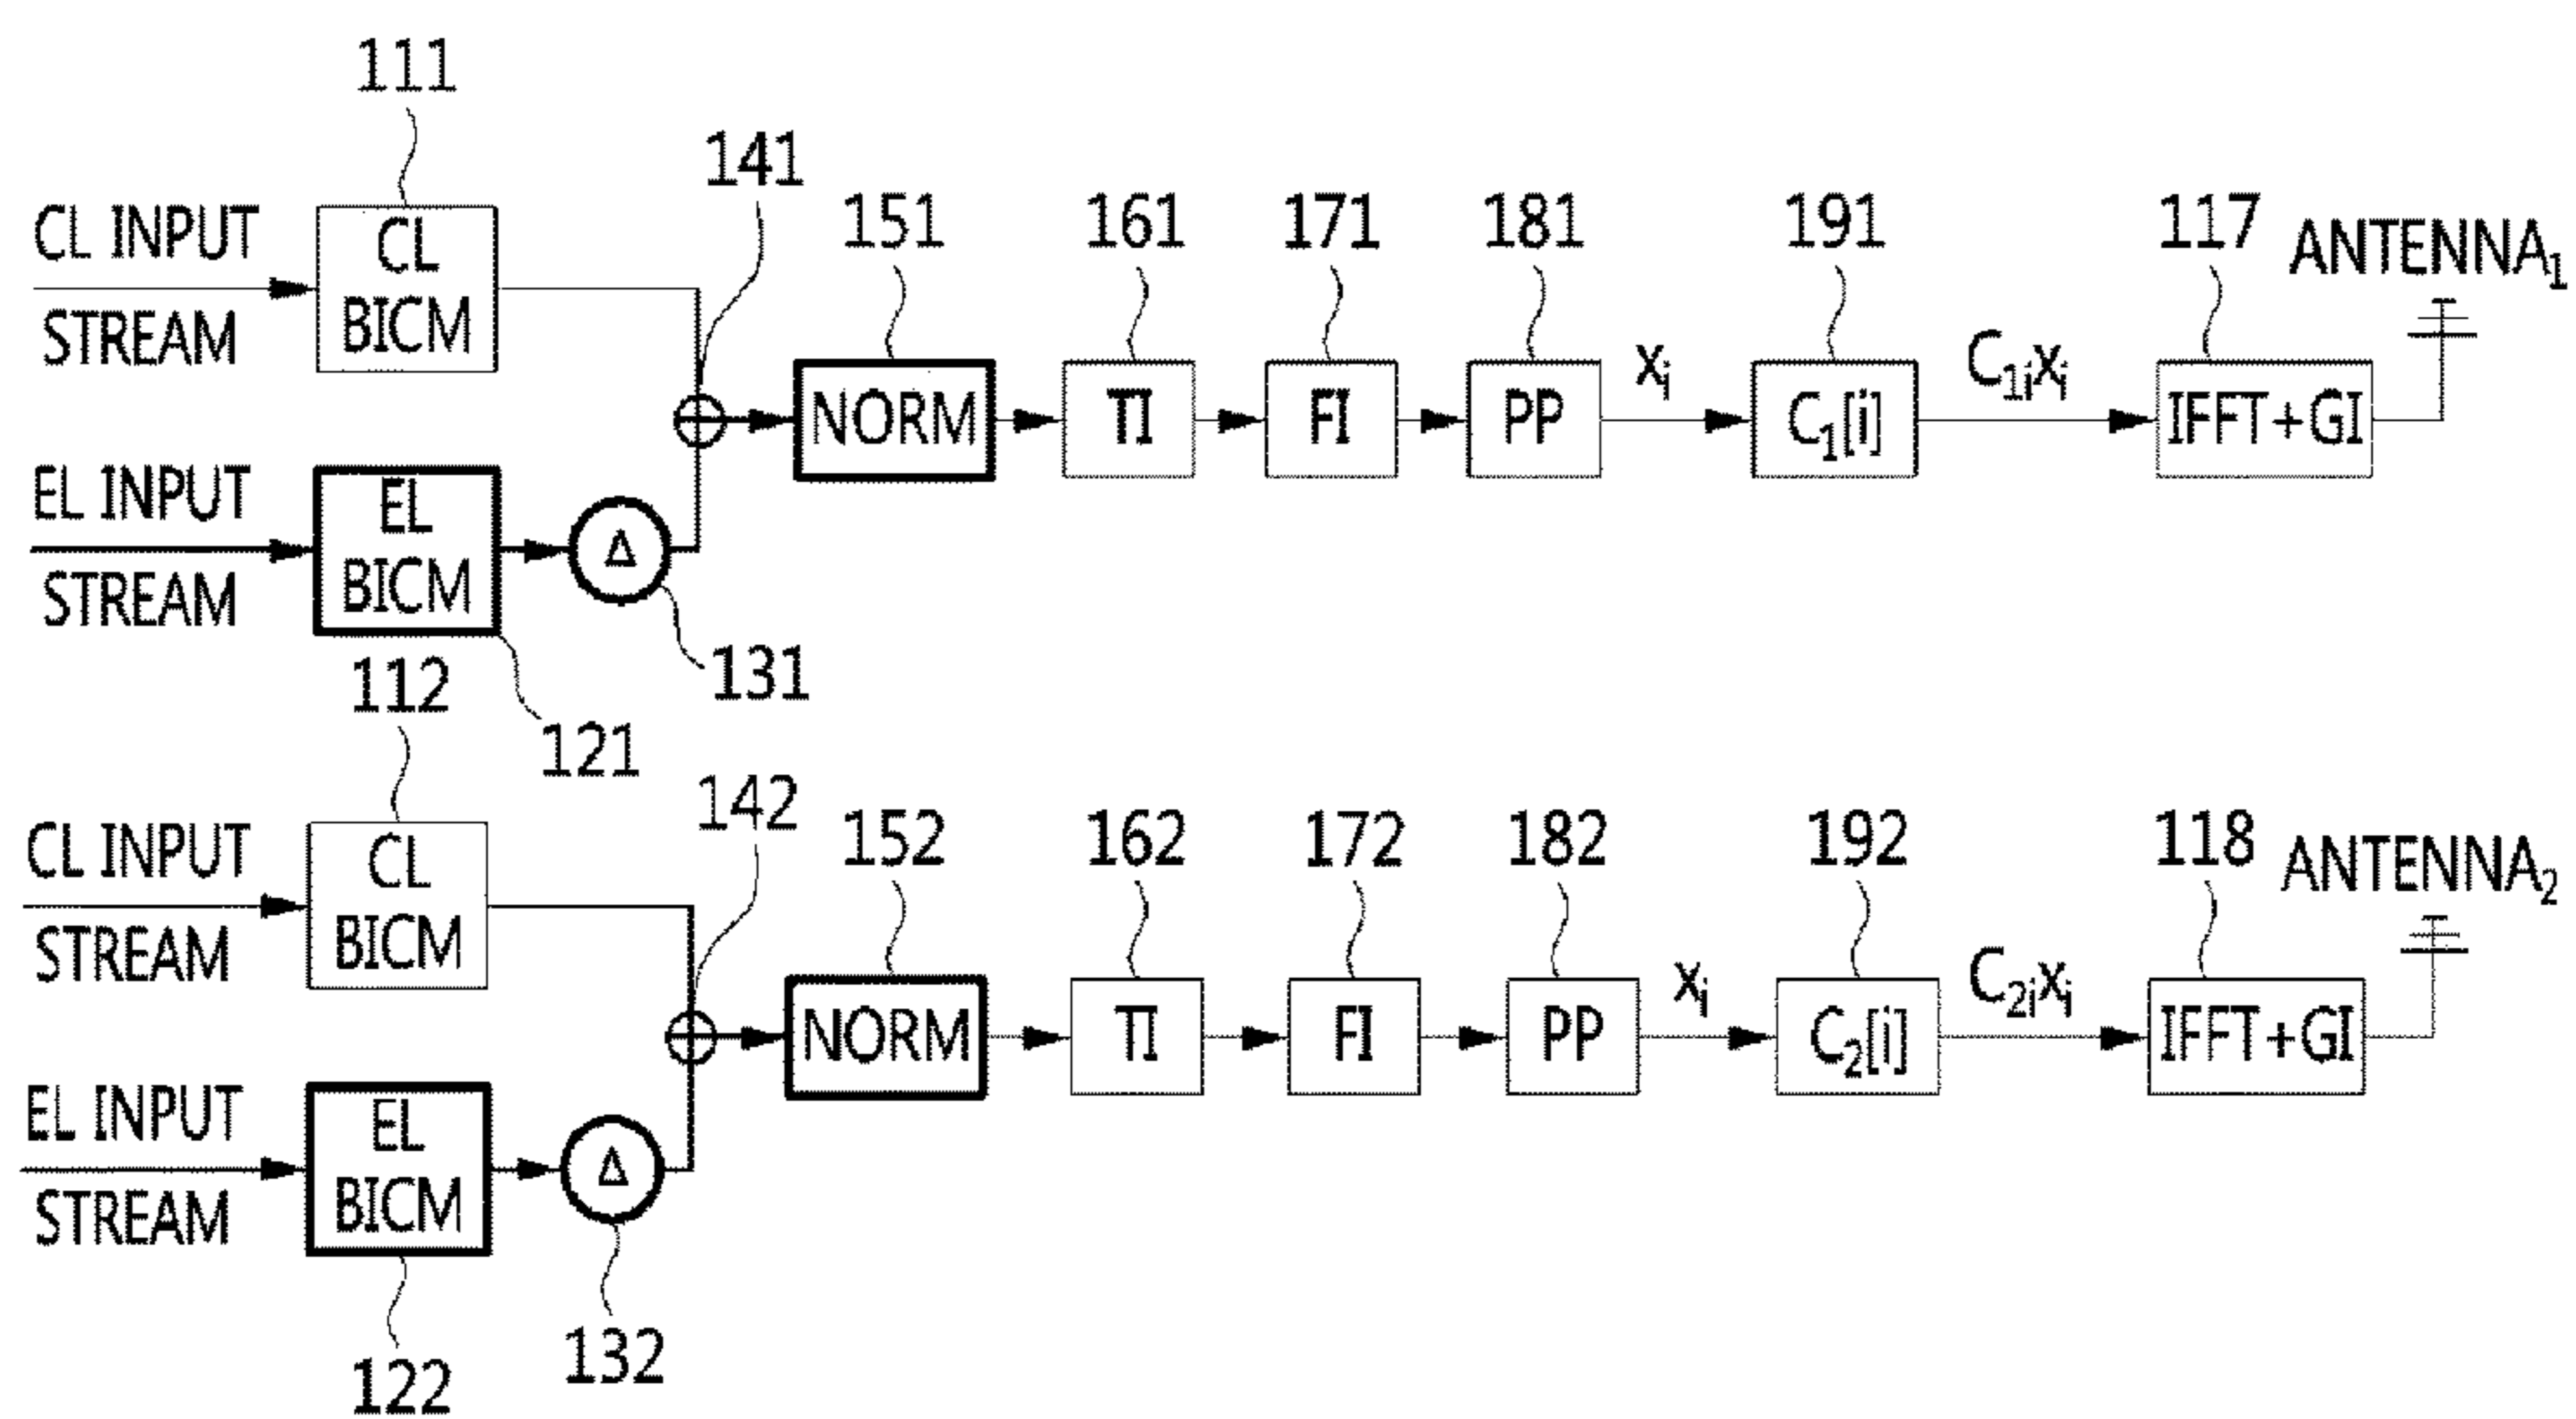 111
141
151
161
171
181
191
117
ANTENNA₁
CL INPUT
STREAM
CL
BICM
NORM
TI
FI
PP
xᵢ
C₁[i]
C₁ᵢxᵢ
IFFT+GI
EL INPUT
STREAM
EL
BICM
Δ
131
121
112
142
152
162
172
182
192
118
ANTENNA₂
CL INPUT
STREAM
CL
BICM
NORM
TI
FI
PP
xᵢ
C₂[i]
C₂ᵢxᵢ
IFFT+GI
EL INPUT
STREAM
EL
BICM
Δ
132
122